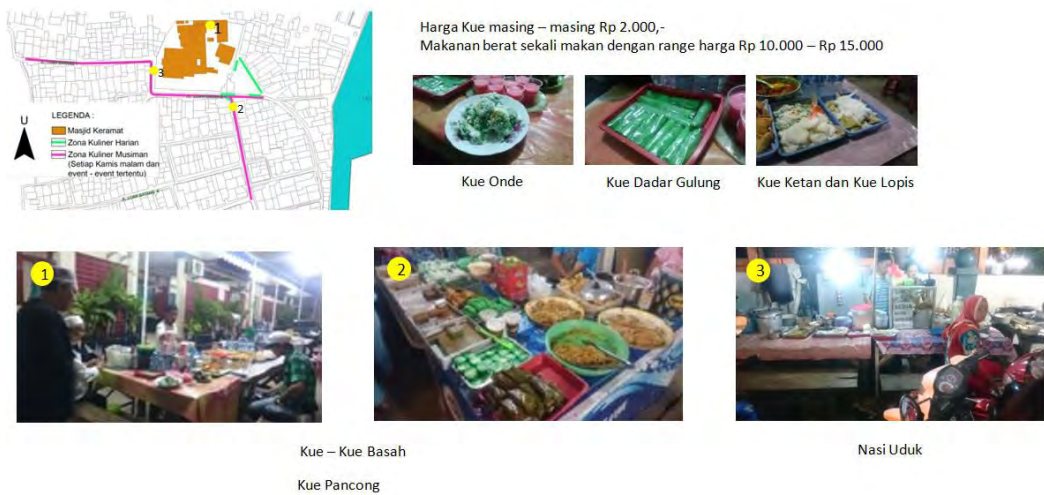 1
3
2
U
LEGENDA :
Masjid Keramat
Zona Kuliner Harian
Zona Kuliner Musiman
(Setiap Kamis malam dan
event - event tertentu)
Harga Kue masing – masing Rp 2.000,-
Makanan berat sekali makan dengan range harga Rp 10.000 – Rp 15.000
Kue Onde
Kue Dadar Gulung
Kue Ketan dan Kue Lopis
1
2
3
Kue – Kue Basah
Kue Pancong
Nasi Uduk